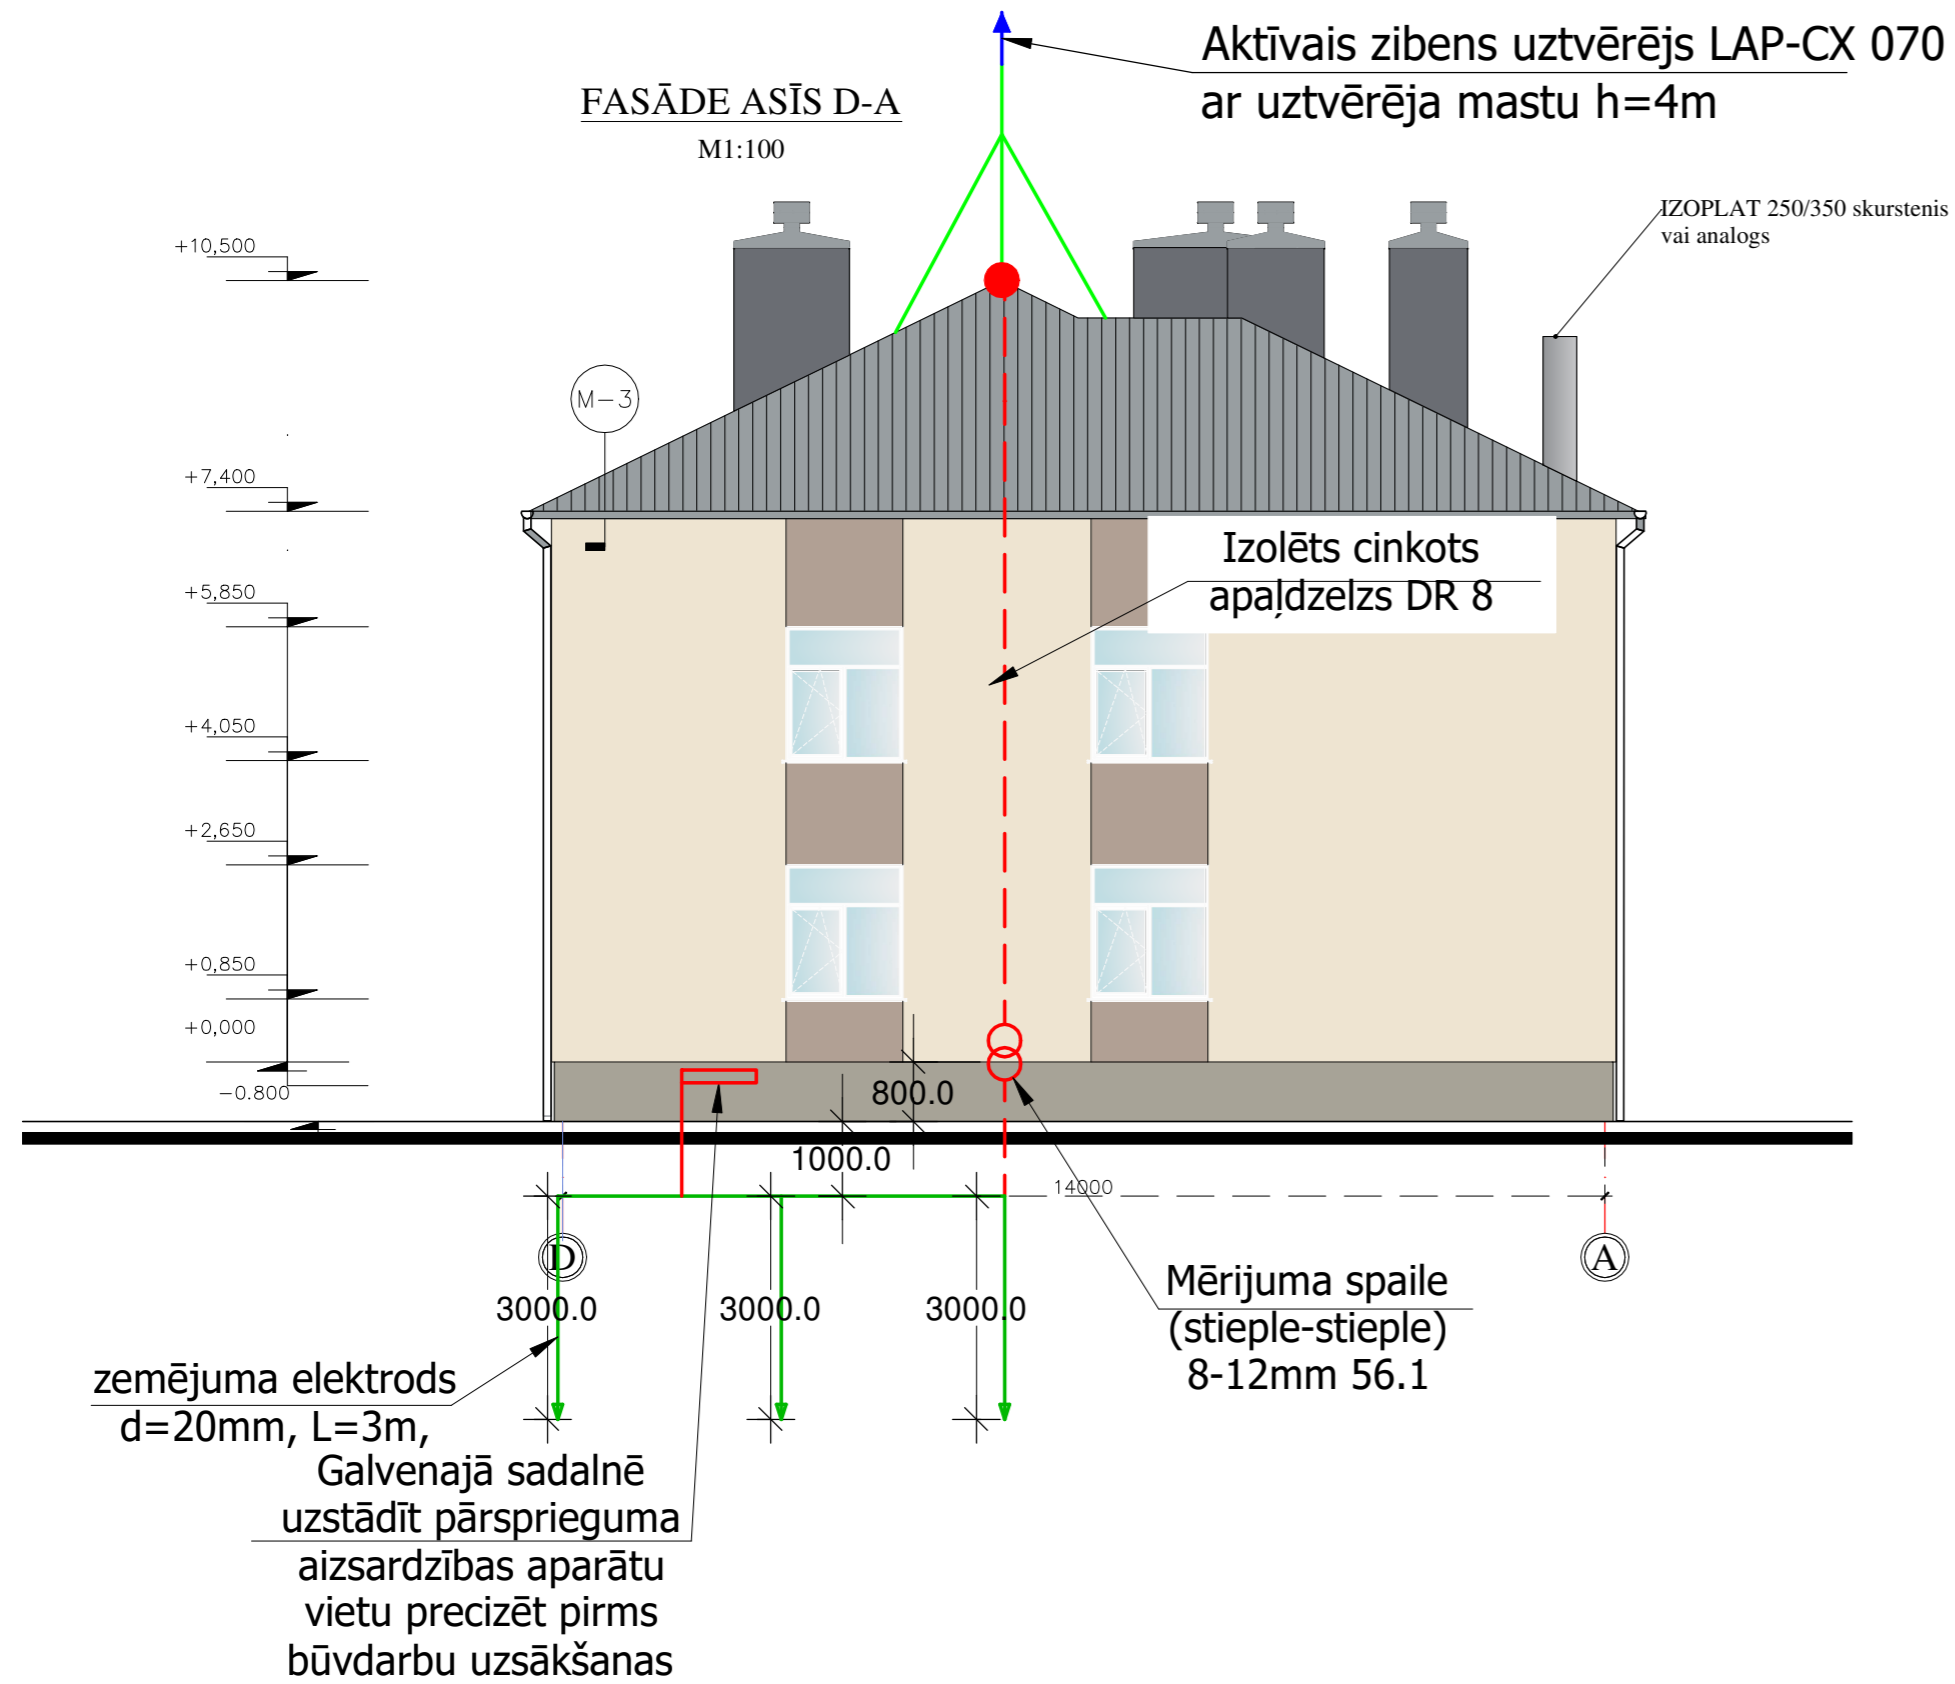 Aktīvais zibens uztvērējs LAP-CX 070
ar uztvērēja mastu h=4m
FASĀDE ASĪS D-A
M1:100
IZOPLAT 250/350 skurstenis
vai analogs
+10,500
M-3
+7,400
Izolēts cinkots
apaļdzelzs DR 8
+5,850
+4,050
+2,650
+0,850
+0,000
-0.800
800.0
1000.0
14000
D
A
3000.0
3000.0
3000.0
Mērijuma spaile
(stieple-stieple)
8-12mm 56.1
zemējuma elektrods
d=20mm, L=3m,
Galvenajā sadalnē
uzstādīt pārsprieguma
aizsardzības aparātu
vietu precizēt pirms
būvdarbu uzsākšanas